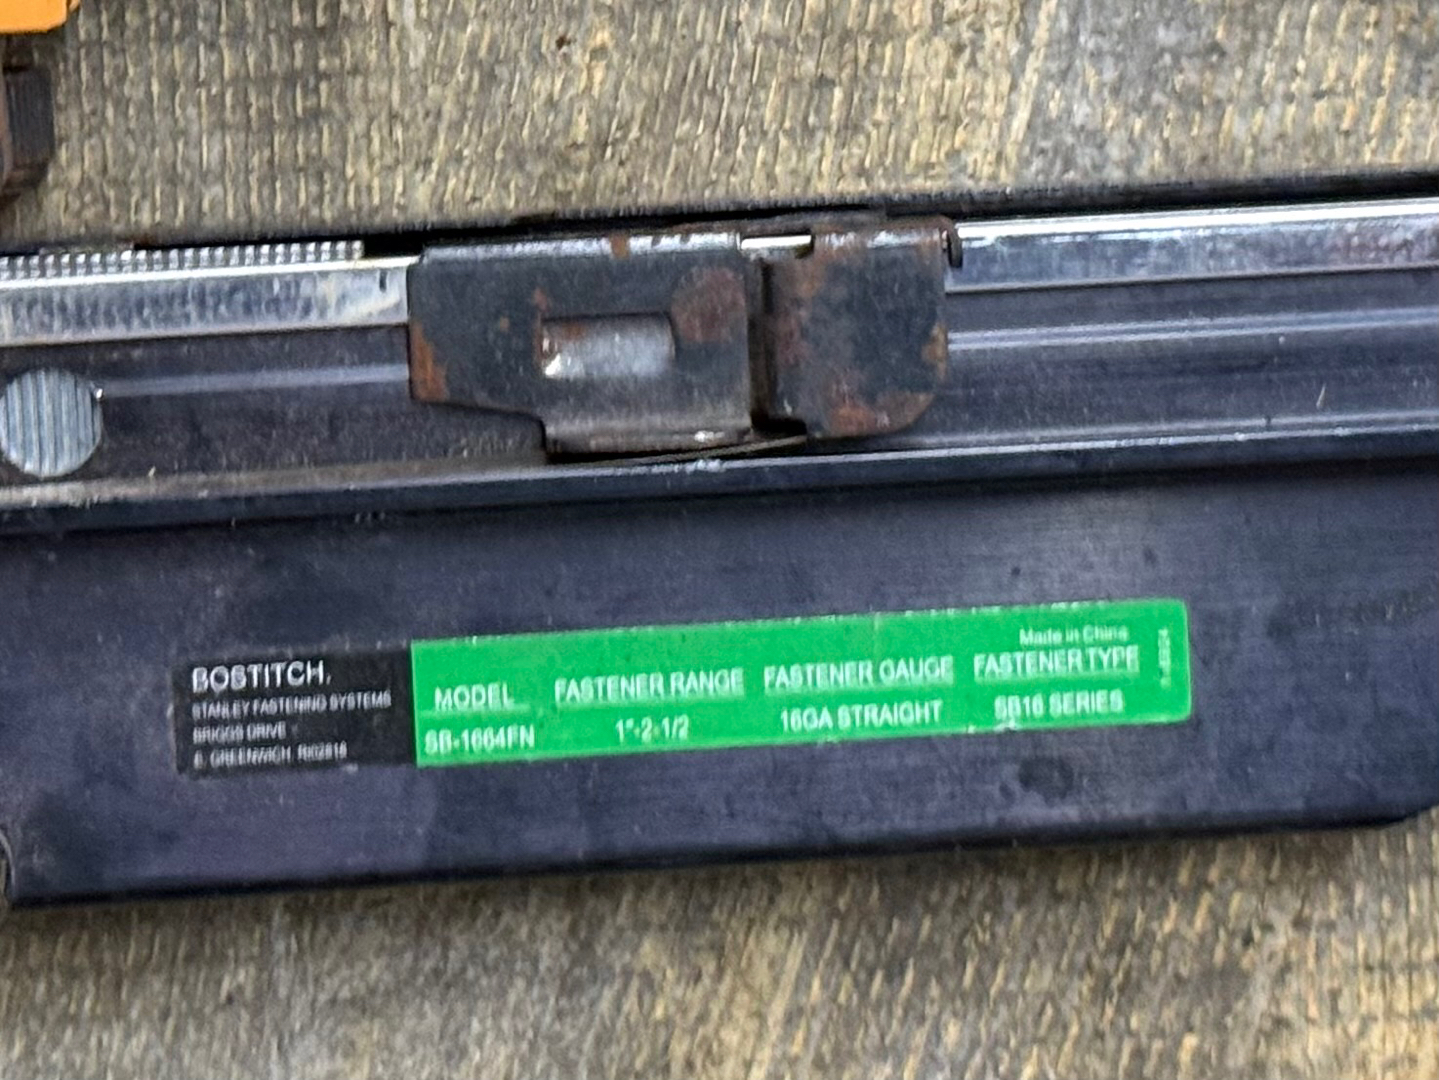 BOSTITCH.
STANLEY FASTENING SYSTEMS
BRIGGS DRIVE
E. GREENWICH, RI02818
Made in China
MODEL FASTENER RANGE FASTENER GAUGE FASTENER TYPE
SB-1664FN 1"-2-1/2 16GA STRAIGHT SB16 SERIES